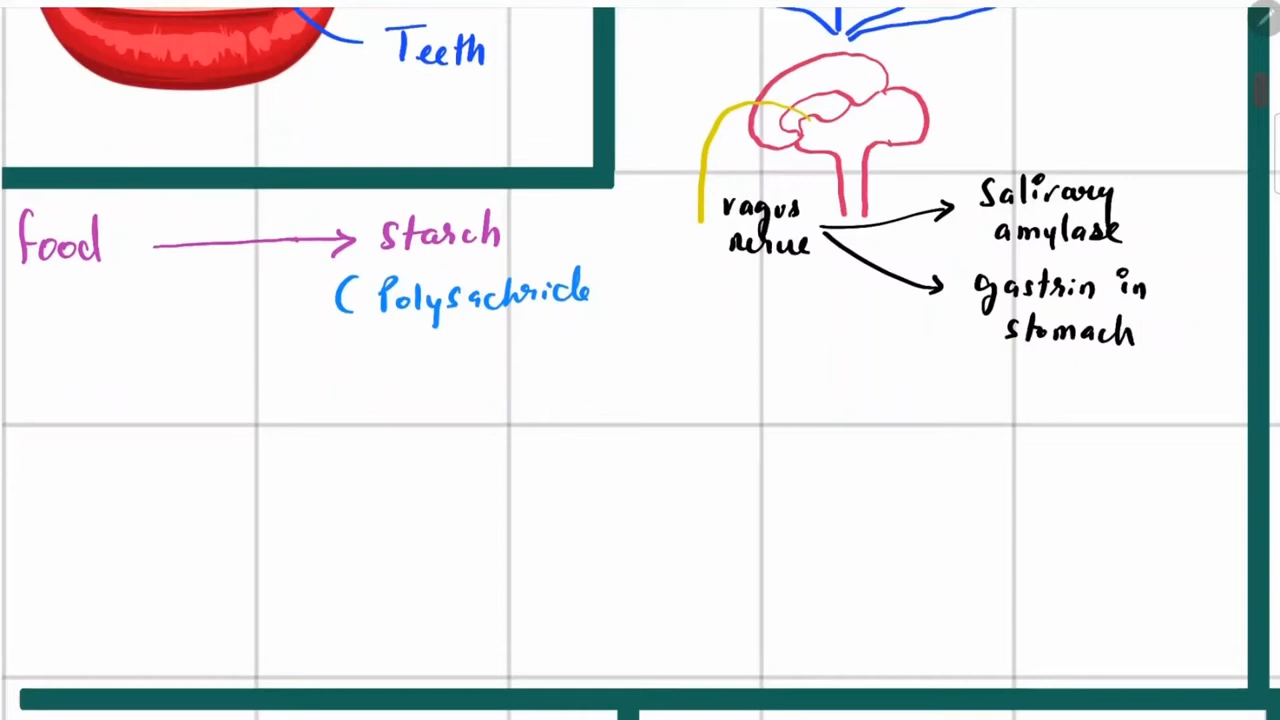 Teeth
food
starch
(Polysachride
vagus
nerve
Salivary
amylase
gastrin in
stomach